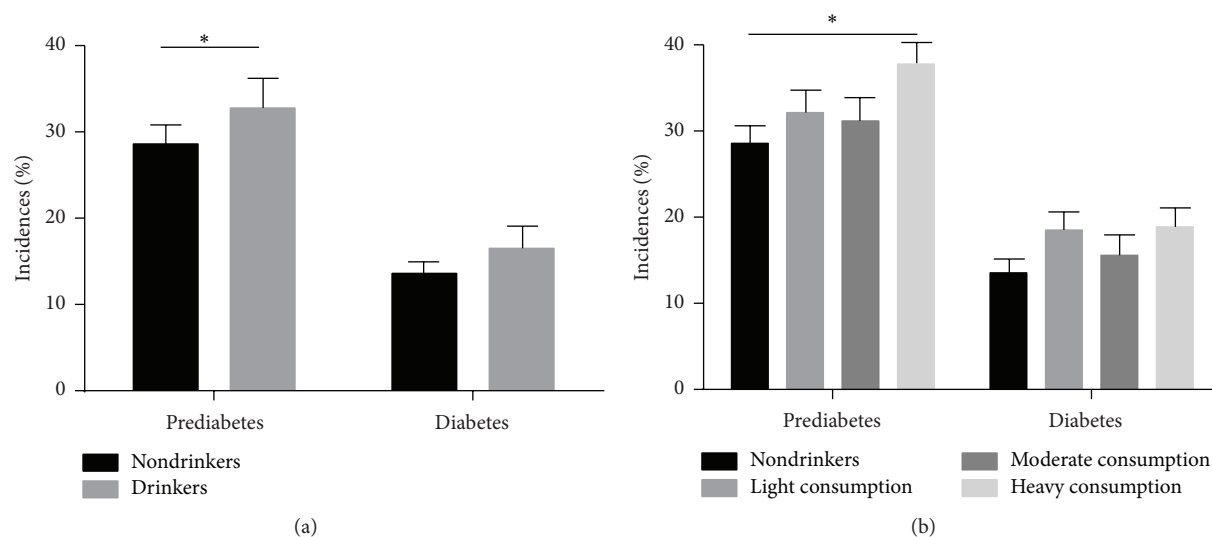 *
40
30
20
10
0
Incidences (%)
Prediabetes
Diabetes
Nondrinkers
Drinkers
(a)
*
40
30
20
10
0
Incidences (%)
Prediabetes
Diabetes
Nondrinkers
Light consumption
Moderate consumption
Heavy consumption
(b)